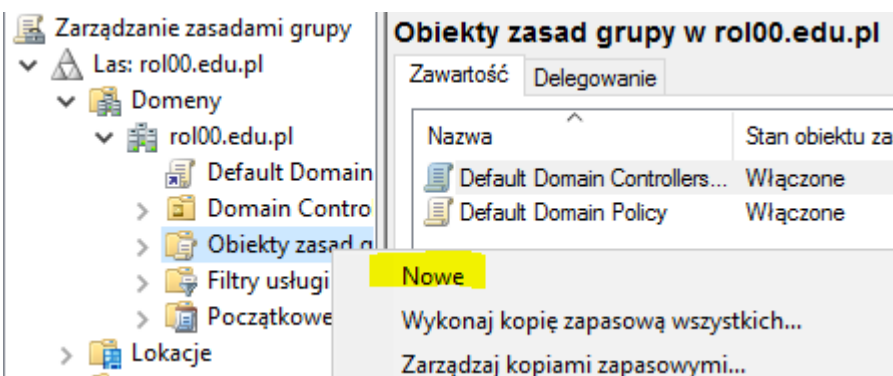 Zarządzanie zasadami grupy
Las: rol00.edu.pl
Domeny
rol00.edu.pl
Default Domain
Domain Contro
Obiekty zasad g
Filtry usługi
Początkowe
Lokacje
Obiekty zasad grupy w rol00.edu.pl
Zawartość Delegowanie
Nazwa Stan obiektu za
Default Domain Controllers... Włączone
Default Domain Policy Włączone
Nowe
Wykonaj kopię zapasową wszystkich...
Zarządzaj kopiami zapasowymi...